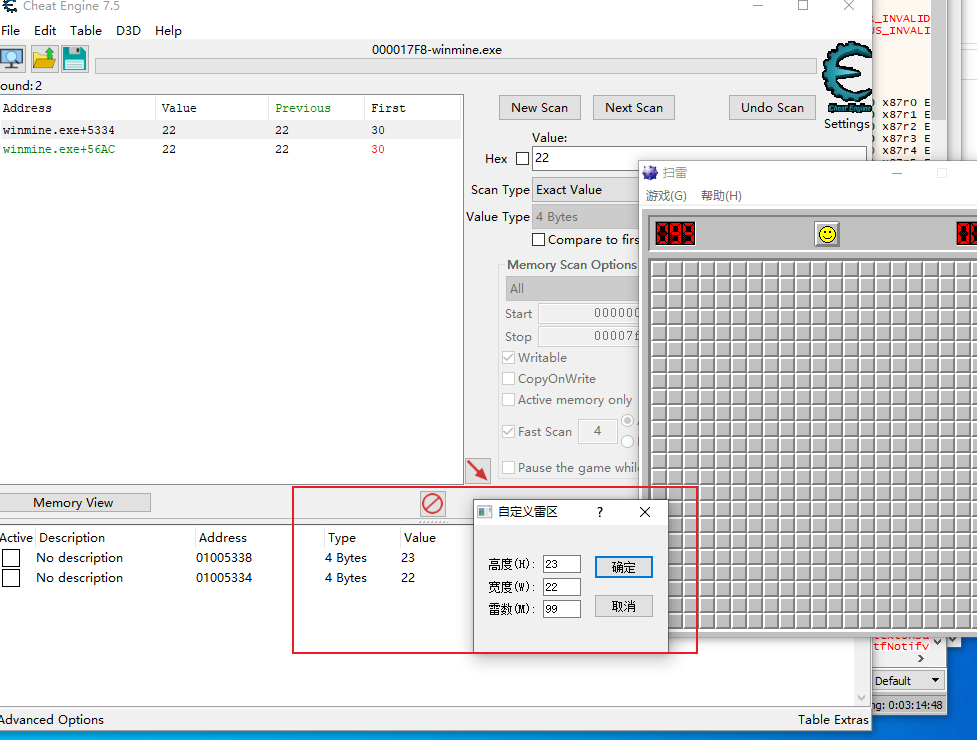 Cheat Engine 7.5
File Edit Table D3D Help
000017F8-winmine.exe
ound: 2
Address Value Previous First
winmine.exe+5334 22 22 30
winmine.exe+56AC 22 22 30
New Scan Next Scan Undo Scan
Cheat Engine
Settings
Value:
Hex 22
Scan Type Exact Value
Value Type 4 Bytes
Compare to firs
Memory Scan Options
All
Start 000000
Stop 00007f
Writable
CopyOnWrite
Active memory only
Fast Scan 4
Pause the game while
Memory View
Active Description Address Type Value
No description 01005338 4 Bytes 23
No description 01005334 4 Bytes 22
Advanced Options Table Extras
扫雷
游戏(G) 帮助(H)
自定义雷区 ?
高度(H): 23 确定
宽度(W): 22
雷数(M): 99 取消
_INVALID
S_INVALI
x87r0 E
x87r1 E
x87r2 E
x87r3 E
x87r4 E
tfNotify
Default
ng: 0:03:14:48